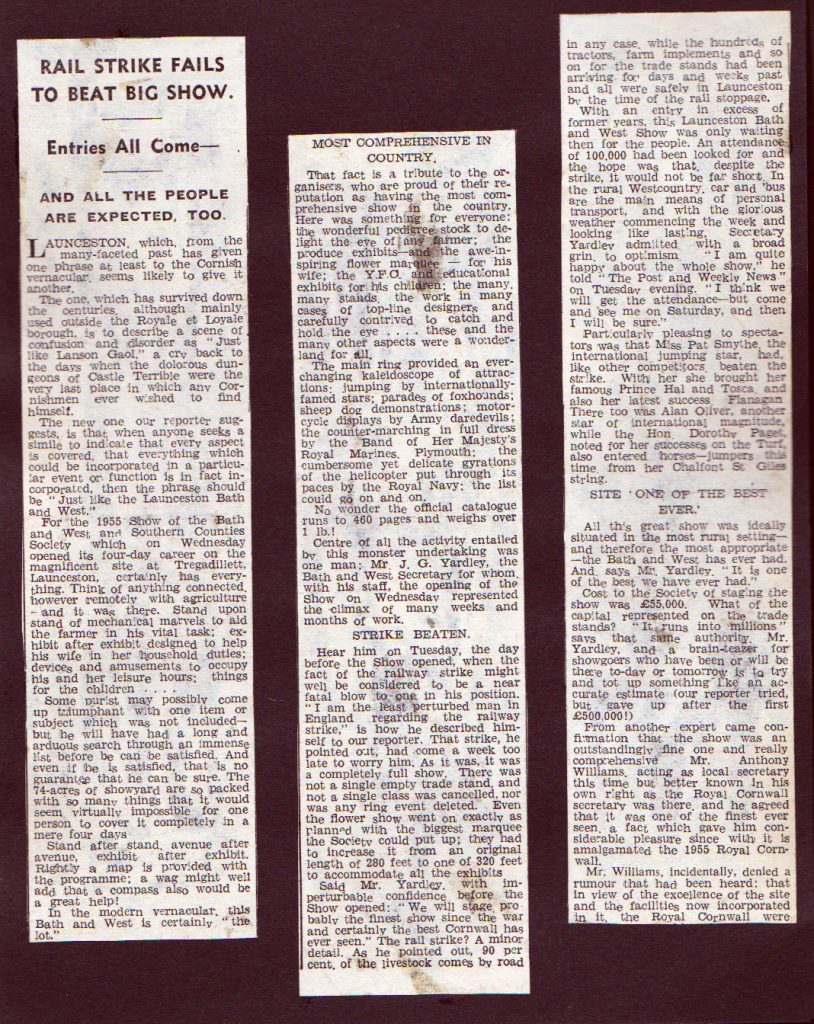 RAIL STRIKE FAILS
TO BEAT BIG SHOW.
Entries All Come—
AND ALL THE PEOPLE
ARE EXPECTED, TOO.
LAUNCESTON, which, from the
many-faceted past has given
one phrase at least to the Cornish
vernacular, seems likely to give it
another.
The one, which has survived down
the centuries, although mainly
used outside the Royale et Loyale
borough, is to describe a scene of
confusion and disorder as "Just
like Lanson Gaol," a cry back to
the days when the dolorous dun-
geons of Castle Terrible were the
very last place in which any Cor-
nishmen ever wished to find
himself.
The new one our reporter sug-
gests, is that when anyone seeks a
simile to indicate that every aspect
is covered, that everything which
could be incorporated in a particu-
lar event or function is in fact in-
corporated, then the phrase should
be "Just like the Launceston Bath
and West."
For the 1955 Show of the Bath
and West and Southern Counties
Society which on Wednesday
opened its four-day career on the
magnificent site at Tregadillett,
Launceston, certainly has every-
thing. Think of anything connected
however remotely with agriculture
- and it was there. Stand upon
stand of mechanical marvels to aid
the farmer in his vital task; ex-
hibit after exhibit designed to help
his wife in her household duties;
devices and amusements to occupy
his and her leisure hours; things
for the children . . . .
Some purist may possibly come
up triumphant with one item or
subject which was not included—
but he will have had a long and
arduous search through an immense
list before be can be satisfied. And
even if be is satisfied, that is no
guarantee that he can be sure. The
74-acres of showyard are so packed
with so many things that it would
seem virtually impossible for one
person to cover it completely in a
mere four days
Stand after stand, avenue after
avenue, exhibit after exhibit.
Rightly a map is provided with
the programme; a wag might well
add that a compass also would be
a great help!
In the modern vernacular, this
Bath and West is certainly "the
lot."
MOST COMPREHENSIVE IN
COUNTRY.
That fact is a tribute to the or-
ganisers, who are proud of their re-
putation as having the most com-
prehensive show in the country.
Here was something for everyone:
the wonderful pedigree stock to de-
light the eye of any farmer; the
produce exhibits—and the awe-in-
spiring flower marquee — for his
wife; the Y.F.C. and educational
exhibits for his children; the many,
many stands, the work in many
cases of top-line designers and
carefully contrived to catch and
hold the eye . . . . these and the
many other aspects were a wonder-
land for all.
The main ring provided an ever-
changing kaleidoscope of attrac-
tions; jumping by internationally-
famed stars; parades of foxhounds;
sheep dog demonstrations; motor-
cycle displays by Army daredevils;
the counter-marching in full dress
by the Band of Her Majesty's
Royal Marines, Plymouth; the
cumbersome yet delicate gyrations
of the helicopter put through its
paces by the Royal Navy; the list
could go on and on.
No wonder the official catalogue
runs to 460 pages and weighs over
1 lb.!
Centre of all the activity entailed
by this monster undertaking was
one man; Mr. J. G. Yardley, the
Bath and West Secretary for whom,
with his staff, the opening of the
Show on Wednesday represented
the climax of many weeks and
months of work.
STRIKE BEATEN.
Hear him on Tuesday, the day
before the Show opened, when the
fact of the railway strike might
well be considered to be a near
fatal blow to one in his position.
"I am the least perturbed man in
England regarding the railway
strike," is how he described him-
self to our reporter. That strike, he
pointed out, had come a week too
late to worry him. As it was, it was
a completely full show. There was
not a single empty trade stand, and
not a single class was cancelled, nor
was any ring event deleted. Even
the flower show went on exactly as
planned with the biggest marquee
the Society could put up; they had
to increase it from an original
length of 280 feet to one of 320 feet
to accommodate all the exhibits
Said Mr. Yardley, with im-
perturbable confidence before the
Show opened: "We will stage pro-
bably the finest show since the war
and certainly the best Cornwall has
ever seen." The rail strike? A minor
detail. As he pointed out, 90 per
cent. of the livestock comes by road
in any case, while the hundreds of
tractors, farm implements and so
on for the trade stands had been
arriving for days and weeks past
and all were safely in Launceston
by the time of the rail stoppage.
With an entry in excess of
former years, this Launceston Bath
and West Show was only waiting
then for the people. An attendance
of 100,000 had been looked for and
the hope was that, despite the
strike, it would not be far short. In
the rural Westcountry, car and 'bus
are the main means of personal
transport, and with the glorious
weather commencing the week and
looking like lasting, Secretary
Yardley admitted with a broad
grin, to optimism. "I am quite
happy about the whole show," he
told "The Post and Weekly News"
on Tuesday evening. "I think we
will get the attendance—but come
and see me on Saturday, and then
I will be sure."
Particularly pleasing to specta-
tors was that Miss Pat Smythe, the
international jumping star, had,
like other competitors, beaten the
strike. With her she brought her
famous Prince Hal and Tosca, and
also her latest success Flanagan
There too was Alan Oliver, another
star of international magnitude,
while the Hon. Dorothy Paget,
noted for her successes on the Turf,
also entered horses—jumpers this
time, from her Chalfont St Giles
string.
SITE 'ONE OF THE BEST
EVER.'
All this great show was ideally
situated in the most rural setting—
and therefore the most appropriate
—the Bath and West has ever had.
And says Mr. Yardley, "It is one
of the best we have ever had."
Cost to the Society of staging the
show was £55,000. What of the
capital represented on the trade
stands? "It runs into millions"
says that same authority, Mr.
Yardley, and a brain-teazer for
showgoers who have been or will be
there to-day or tomorrow is to try
and tot up something like an ac-
curate estimate (our reporter tried,
but gave up after the first
£500,000!)
From another expert came con-
firmation that the show was an
outstandingly fine one and really
comprehensive Mr. Anthony
Williams, acting as local secretary
this time but better known in his
own right as the Royal Cornwall
secretary was there, and he agreed
that it was one of the finest ever
seen, a fact which gave him con-
siderable pleasure since with it is
amalgamated the 1955 Royal Corn-
wall.
Mr. Williams, incidentally, denied a
rumour that had been heard: that
in view of the excellence of the site
and the facilities now incorporated
in it, the Royal Cornwall were